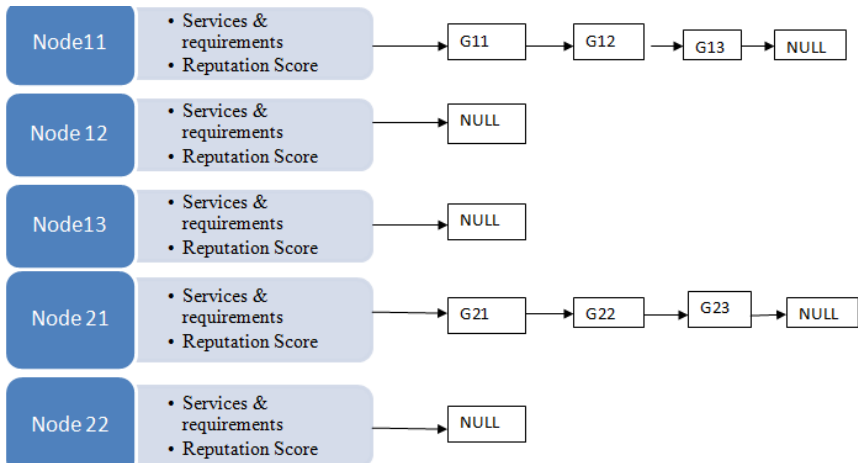 Node11
• Services &
requirements
• Reputation Score
G11
G12
G13
NULL
Node 12
• Services &
requirements
• Reputation Score
NULL
Node13
• Services &
requirements
• Reputation Score
NULL
Node 21
• Services &
requirements
• Reputation Score
G21
G22
G23
NULL
Node 22
• Services &
requirements
• Reputation Score
NULL